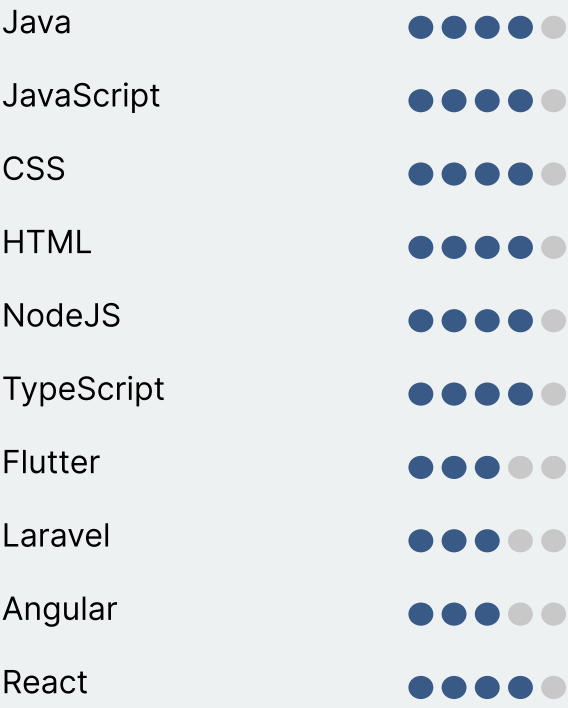 Java
JavaScript
CSS
HTML
NodeJS
TypeScript
Flutter
Laravel
Angular
React